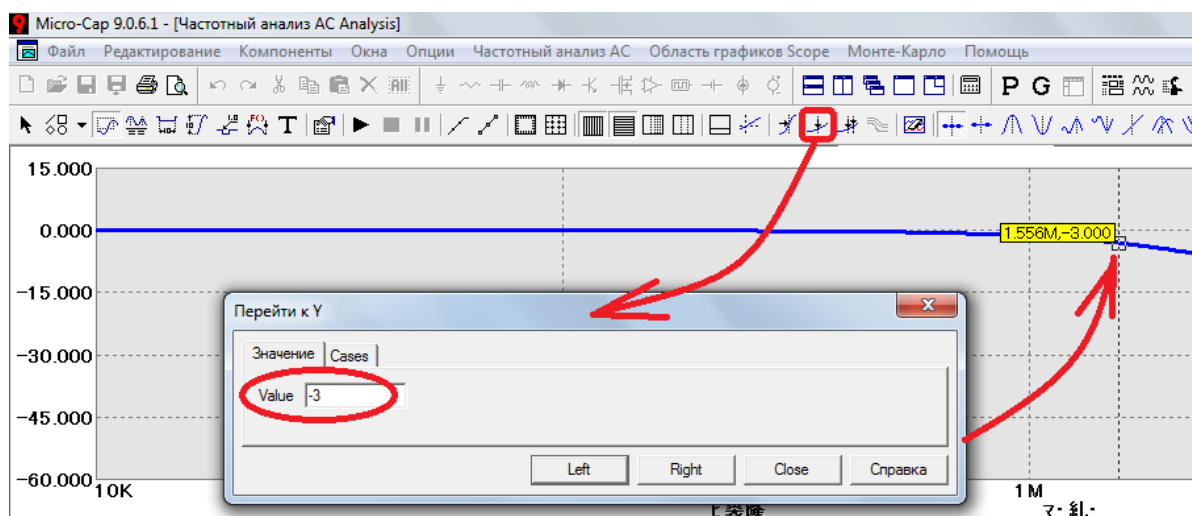 Micro-Cap 9.0.6.1 - [Частотный анализ AC Analysis]
Файл Редактирование Компоненты Окна Опции Частотный анализ AC Область графиков Scope Монте-Карло Помощь
P G
T
15.000
0.000
1.556M,-3.000
-15.000
Перейти к Y
-30.000
Значение Cases
Value -3
-45.000
Left Right Close Справка
-60.000
10K 1M